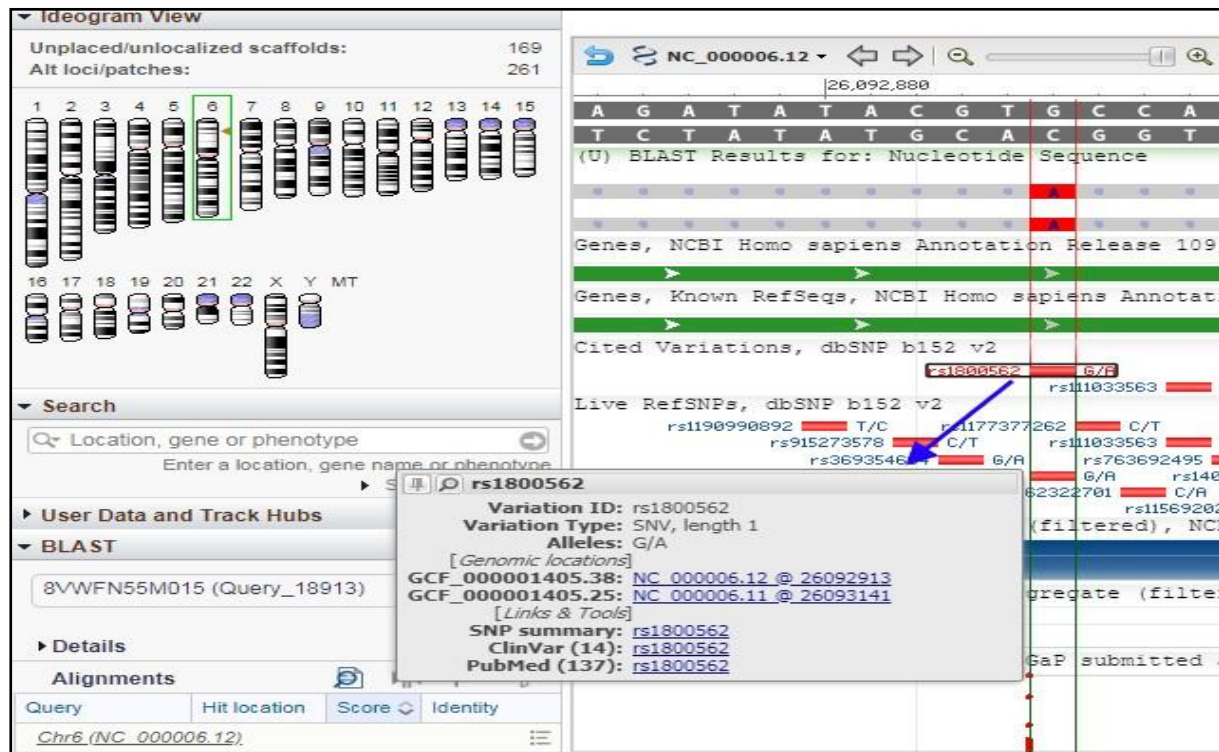 Ideogram View
Unplaced/unlocalized scaffolds: 169
Alt loci/patches: 261
1 2 3 4 5 6 7 8 9 10 11 12 13 14 15
16 17 18 19 20 21 22 X Y MT
Search
Location, gene or phenotype
Enter a location, gene name or phenotype
User Data and Track Hubs
BLAST
8VWFN55M015 (Query_18913)
Details
Alignments
Query Hit location Score Identity
Chr6 (NC_000006.12)
NC_000006.12
26,092,880
A G A T A T A C G T G C C A
T C T A T A T G C A C G G T
(U) BLAST Results for: Nucleotide Sequence
A
A
Genes, NCBI Homo sapiens Annotation Release 109
Genes, Known RefSeqs, NCBI Homo sapiens Annotat
Cited Variations, dbSNP b152 v2
rs1800562 G/A
rs111033563
Live RefSNPs, dbSNP b152 v2
rs1190990892 T/C rs1177377262 C/T
rs915273578 C/T rs111033563
G/A rs763692495
G/A rs140
62322701 C/A
rs11569202
(filtered), NC
gregate (filter
GaP submitted
rs1800562
Variation ID: rs1800562
Variation Type: SNV, length 1
Alleles: G/A
[Genomic locations]
GCF_000001405.38: NC_000006.12 @ 26092913
GCF_000001405.25: NC_000006.11 @ 26093141
[Links & Tools]
SNP summary: rs1800562
ClinVar (14): rs1800562
PubMed (137): rs1800562